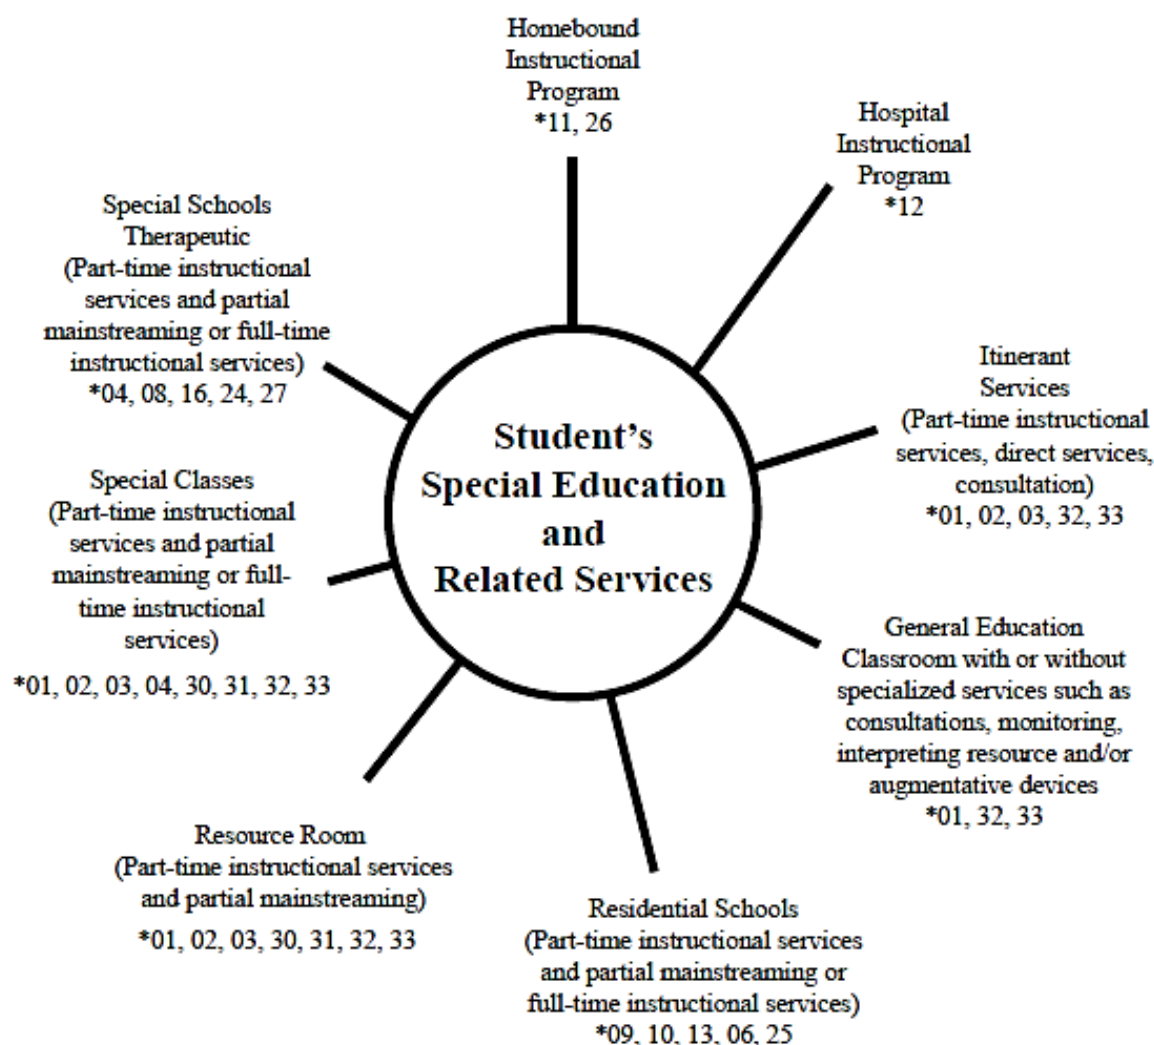 Homebound
Instructional
Program
*11, 26
Hospital
Instructional
Program
*12
Special Schools
Therapeutic
(Part-time instructional
services and partial
mainstreaming or full-time
instructional services)
*04, 08, 16, 24, 27
Itinerant
Services
(Part-time instructional
services, direct services,
consultation)
*01, 02, 03, 32, 33
Student's
Special Education
and
Related Services
Special Classes
(Part-time instructional
services and partial
mainstreaming or full-
time instructional
services)
*01, 02, 03, 04, 30, 31, 32, 33
General Education
Classroom with or without
specialized services such as
consultations, monitoring,
interpreting resource and/or
augmentative devices
*01, 32, 33
Resource Room
(Part-time instructional services
and partial mainstreaming)
*01, 02, 03, 30, 31, 32, 33
Residential Schools
(Part-time instructional services
and partial mainstreaming or
full-time instructional services)
*09, 10, 13, 06, 25